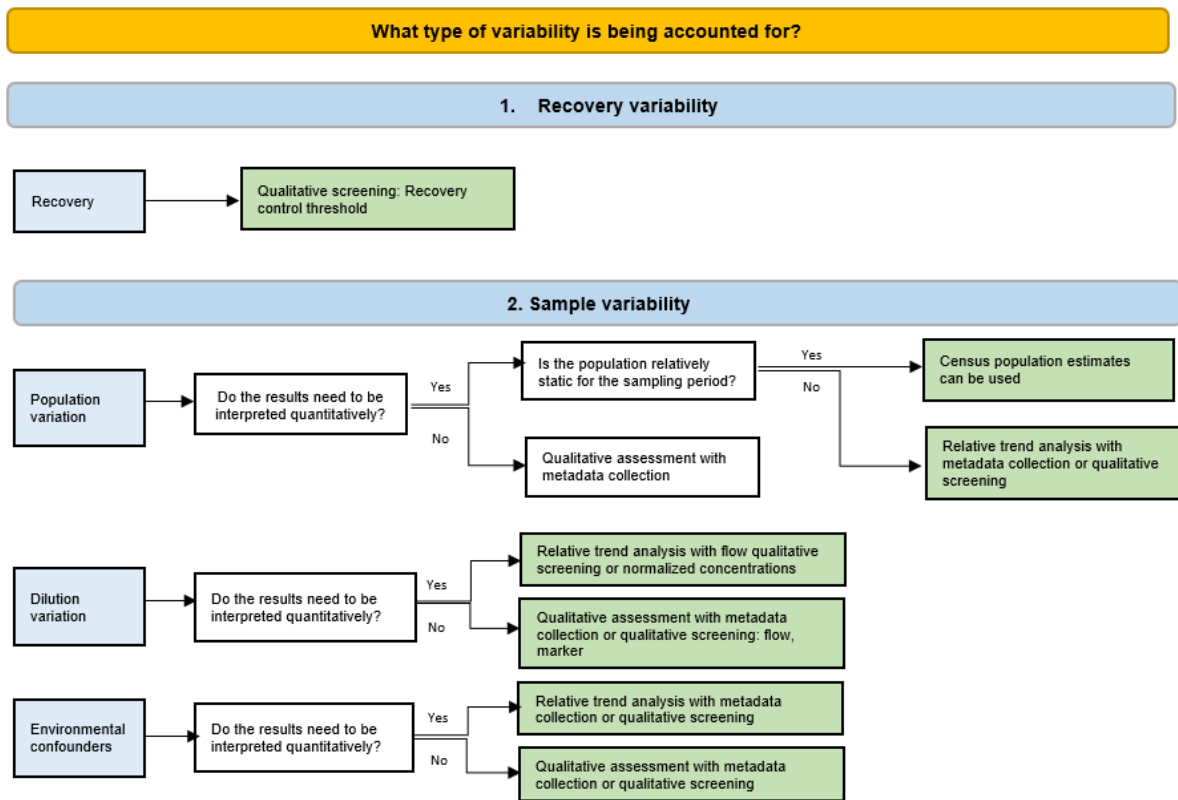 What type of variability is being accounted for?
1. Recovery variability
Recovery
Qualitative screening: Recovery
control threshold
2. Sample variability
Population
variation
Do the results need to be
interpreted quantitatively?
Yes
No
Is the population relatively
static for the sampling period?
Yes
No
Census population estimates
can be used
Qualitative assessment with
metadata collection
Relative trend analysis with
metadata collection or qualitative
screening
Dilution
variation
Do the results need to be
interpreted quantitatively?
Yes
No
Relative trend analysis with flow qualitative
screening or normalized concentrations
Qualitative assessment with metadata
collection or qualitative screening: flow,
marker
Environmental
confounders
Do the results need to be
interpreted quantitatively?
Yes
No
Relative trend analysis with metadata
collection or qualitative screening
Qualitative assessment with metadata
collection or qualitative screening